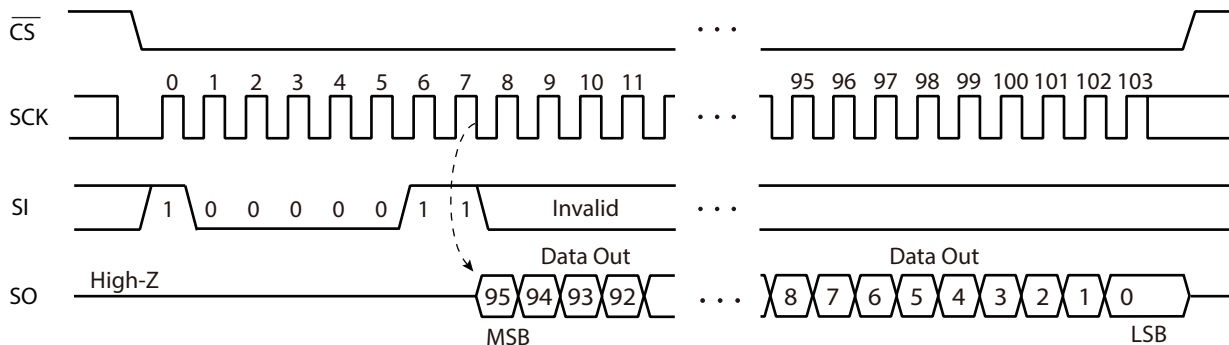 C̅S̅ · · ·
0 1 2 3 4 5 6 7 8 9 10 11 95 96 97 98 99 100 101 102 103
SCK · · ·
SI 1 0 0 0 0 0 1 1 Invalid · · ·
High-Z Data Out Data Out
SO 95 94 93 92 · · · 8 7 6 5 4 3 2 1 0
MSB LSB